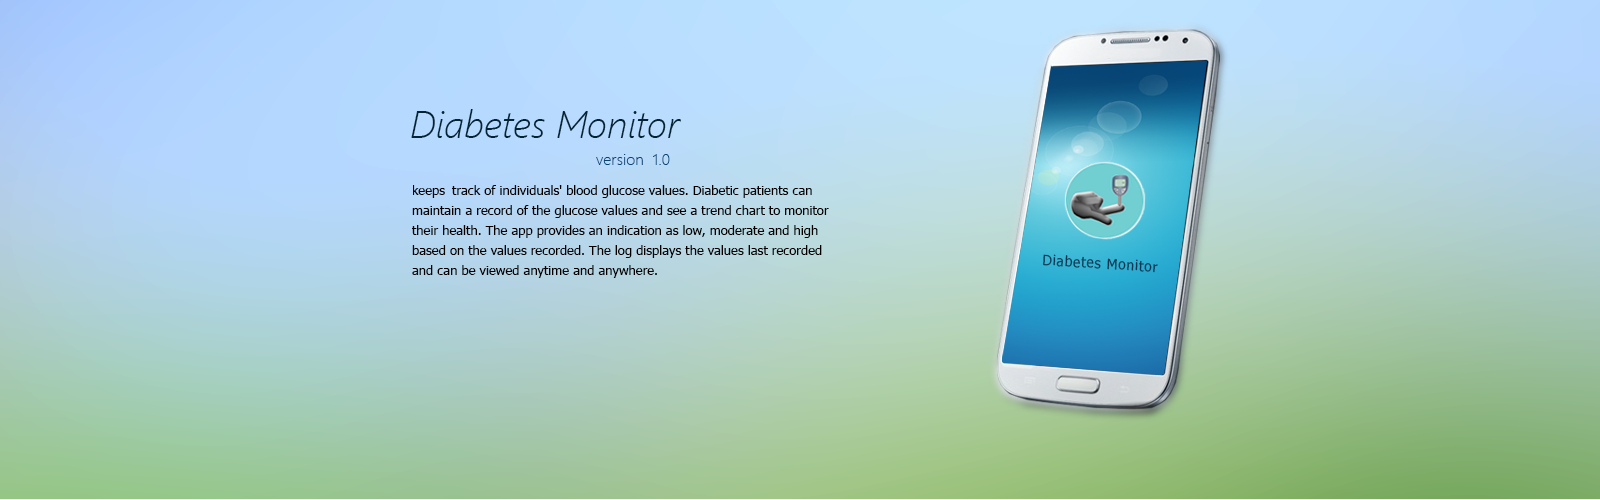 Diabetes Monitor
version 1.0
keeps track of individuals' blood glucose values. Diabetic patients can
maintain a record of the glucose values and see a trend chart to monitor
their health. The app provides an indication as low, moderate and high
based on the values recorded. The log displays the values last recorded
and can be viewed anytime and anywhere.
Diabetes Monitor